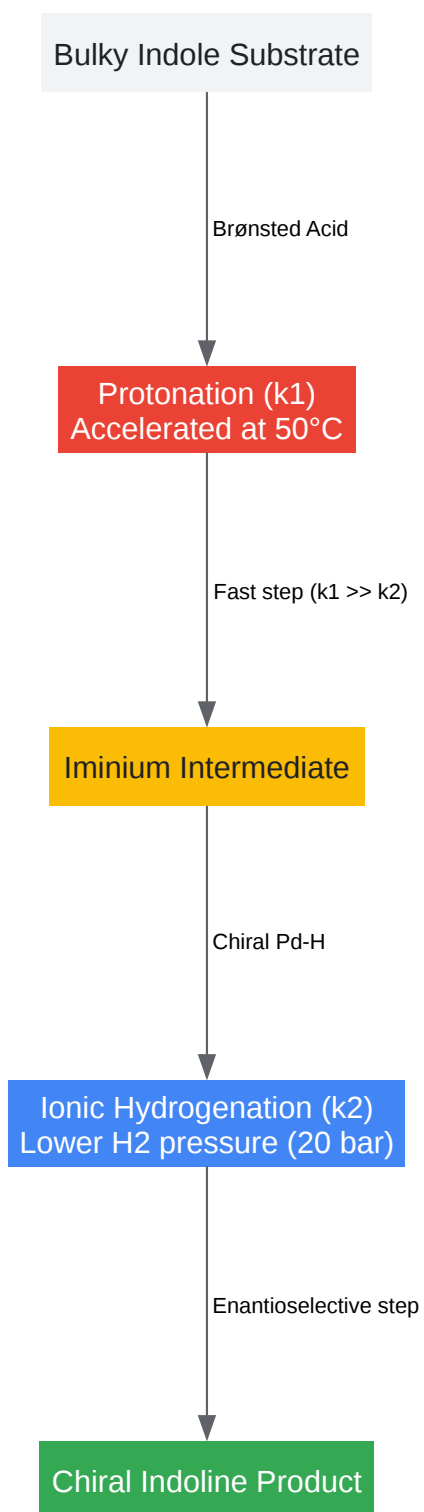 Bulky Indole Substrate
Brønsted Acid
Protonation (k1)
Accelerated at 50°C
Fast step (k1 >> k2)
Iminium Intermediate
Chiral Pd-H
Ionic Hydrogenation (k2)
Lower H2 pressure (20 bar)
Enantioselective step
Chiral Indoline Product